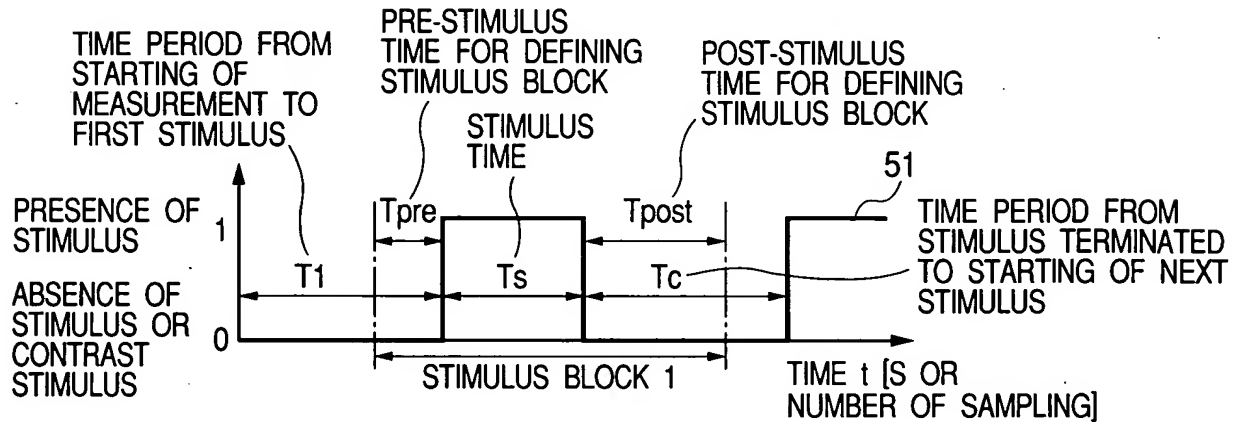 TIME PERIOD FROM
STARTING OF
MEASUREMENT TO
FIRST STIMULUS
PRE-STIMULUS
TIME FOR DEFINING
STIMULUS BLOCK
STIMULUS
TIME
POST-STIMULUS
TIME FOR DEFINING
STIMULUS BLOCK
51
PRESENCE OF
STIMULUS
1
Tpre
Tpost
T1
Ts
Tc
TIME PERIOD FROM
STIMULUS TERMINATED
TO STARTING OF NEXT
STIMULUS
ABSENCE OF
STIMULUS OR
CONTRAST
STIMULUS
0
STIMULUS BLOCK 1
TIME t [S OR
NUMBER OF SAMPLING]